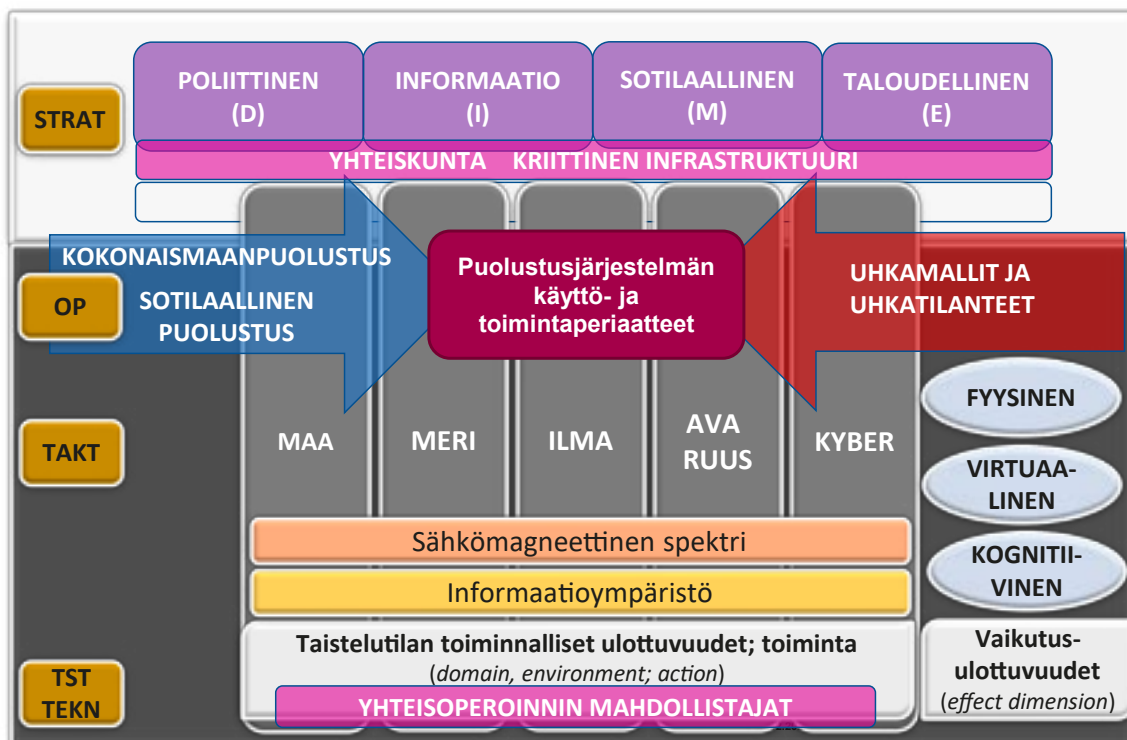 STRAT
POLIITTINEN
(D)
INFORMAATIO
(I)
SOTILAALLINEN
(M)
TALOUDELLINEN
(E)
YHTEISKUNTA KRIITTINEN INFRASTRUKTUURI
OP
KOKONAISMAANPUOLUSTUS
SOTILAALLINEN
PUOLUSTUS
Puolustusjärjestelmän
käyttö- ja
toimintaperiaatteet
UHKAMALLIT JA
UHKATILANTEET
TAKT
MAA
MERI
ILMA
AVA
RUUS
KYBER
FYYSINEN
VIRTUAA-
LINEN
KOGNITII-
VINEN
Sähkömagneettinen spektri
Informaatioympäristö
TST
TEKN
Taistelutilan toiminnalliset ulottuvuudet; toiminta
(domain, environment; action)
YHTEISOPEROINNIN MAHDOLLISTAJAT
Vaikutus-
ulottuvuudet
(effect dimension)